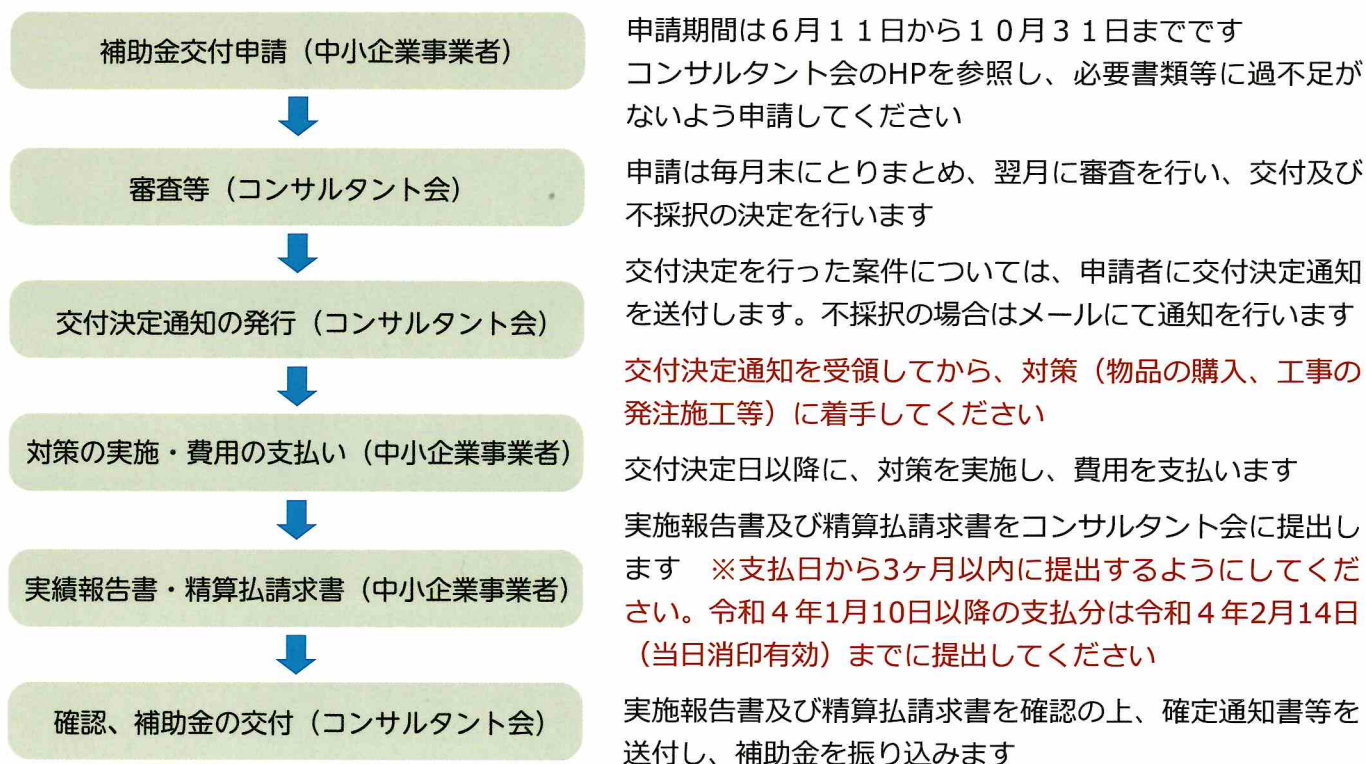 補助金交付申請（中小企業事業者）
申請期間は６月１１日から１０月３１日までです
コンサルタント会のHPを参照し、必要書類等に過不足が
ないよう申請してください
審査等（コンサルタント会）
申請は毎月末にとりまとめ、翌月に審査を行い、交付及び
不採択の決定を行います
交付決定通知の発行（コンサルタント会）
交付決定を行った案件については、申請者に交付決定通知
を送付します。不採択の場合はメールにて通知を行います
交付決定通知を受領してから、対策（物品の購入、工事の
発注施工等）に着手してください
対策の実施・費用の支払い（中小企業事業者）
交付決定日以降に、対策を実施し、費用を支払います
実績報告書・精算払請求書（中小企業事業者）
実施報告書及び精算払請求書をコンサルタント会に提出し
ます　※支払日から3ヶ月以内に提出するようにしてくだ
さい。令和４年1月10日以降の支払分は令和４年2月14日
（当日消印有効）までに提出してください
確認、補助金の交付（コンサルタント会）
実施報告書及び精算払請求書を確認の上、確定通知書等を
送付し、補助金を振り込みます